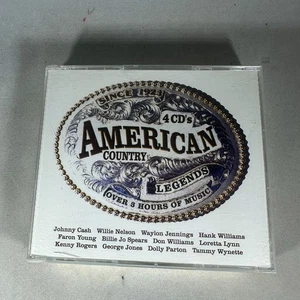 SINCE 1924
4 CD's
AMERICAN
COUNTRY
LEGENDS
OVER 3 HOURS OF MUSIC
Johnny Cash Willie Nelson Waylon Jennings Hank Williams
Faron Young Billie Jo Spears Don Williams Loretta Lynn
Kenny Rogers George Jones Dolly Parton Tammy Wynette